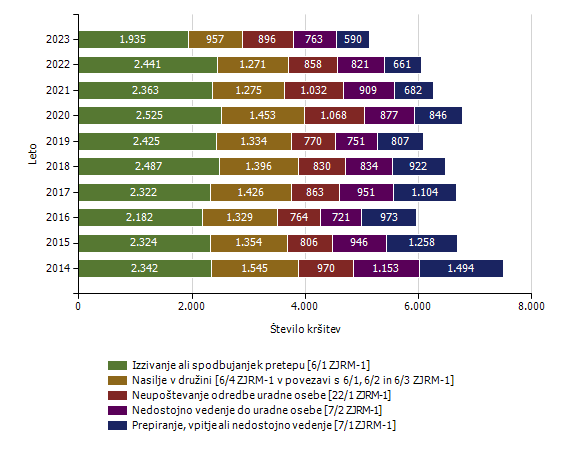 2023 1.935 957 896 763 590
2022 2.441 1.271 858 821 661
2021 2.363 1.275 1.032 909 682
2020 2.525 1.453 1.068 877 846
2019 2.425 1.334 770 751 807
2018 2.487 1.396 830 834 922
2017 2.322 1.426 863 951 1.104
2016 2.182 1.329 764 721 973
2015 2.324 1.354 806 946 1.258
2014 2.342 1.545 970 1.153 1.494
Leto
0 2.000 4.000 6.000 8.000
Število kršitev
Izzivanje ali spodbujanje k pretepu [6/1 ZJRM-1]
Nasilje v družini [6/4 ZJRM-1 v povezavi s 6/1, 6/2 in 6/3 ZJRM-1]
Neupoštevanje odredbe uradne osebe [22/1 ZJRM-1]
Nedostojno vedenje do uradne osebe [7/2 ZJRM-1]
Prepiranje, vpitje ali nedostojno vedenje [7/1 ZJRM-1]